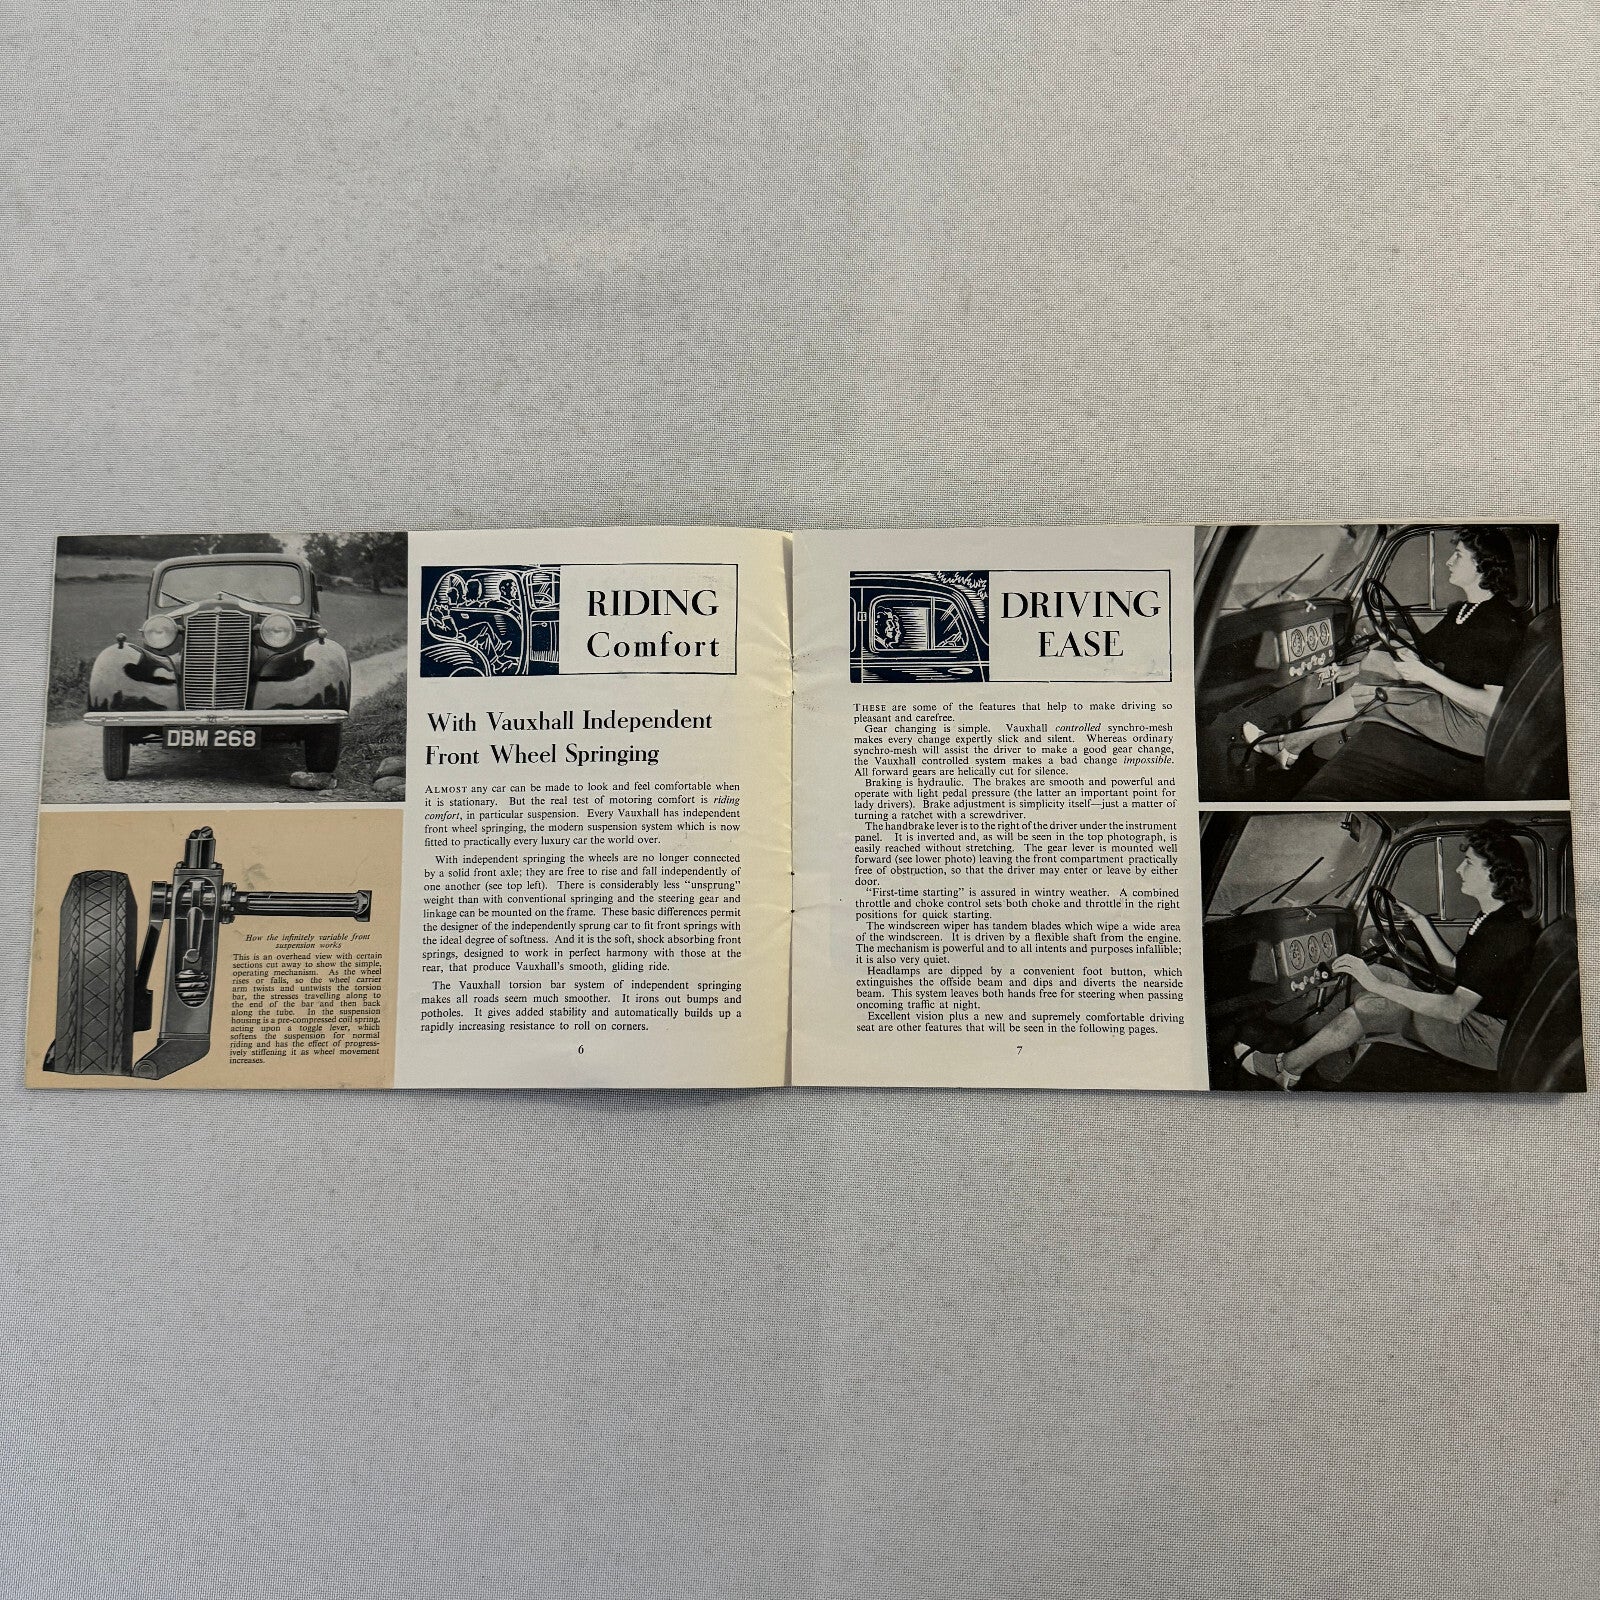 DBM 268
How the infinitely variable front
suspension works
This is an overhead view with certain
sections cut away to show the simple,
operating mechanism. As the wheel
rises or falls, so the wheel carrier
arm twists and untwists the torsion
bar, the stresses travelling along to
the end of the bar and then back
along the tube. In the suspension
housing is a pre-compressed coil spring,
acting upon a toggle lever, which
softens the suspension for normal
riding and has the effect of progress-
ively stiffening it as wheel movement
increases.
RIDING
Comfort
With Vauxhall Independent
Front Wheel Springing
ALMOST any car can be made to look and feel comfortable when
it is stationary. But the real test of motoring comfort is riding
comfort, in particular suspension. Every Vauxhall has independent
front wheel springing, the modern suspension system which is now
fitted to practically every luxury car the world over.
With independent springing the wheels are no longer connected
by a solid front axle; they are free to rise and fall independently of
one another (see top left). There is considerably less "unsprung"
weight than with conventional springing and the steering gear and
linkage can be mounted on the frame. These basic differences permit
the designer of the independently sprung car to fit front springs with
the ideal degree of softness. And it is the soft, shock absorbing front
springs, designed to work in perfect harmony with those at the
rear, that produce Vauxhall's smooth, gliding ride.
The Vauxhall torsion bar system of independent springing
makes all roads seem much smoother. It irons out bumps and
potholes. It gives added stability and automatically builds up a
rapidly increasing resistance to roll on corners.
6
DRIVING
EASE
THESE are some of the features that help to make driving so
pleasant and carefree.
Gear changing is simple. Vauxhall controlled synchro-mesh
makes every change expertly slick and silent. Whereas ordinary
synchro-mesh will assist the driver to make a good gear change,
the Vauxhall controlled system makes a bad change impossible.
All forward gears are helically cut for silence.
Braking is hydraulic. The brakes are smooth and powerful and
operate with light pedal pressure (the latter an important point for
lady drivers). Brake adjustment is simplicity itself—just a matter of
turning a ratchet with a screwdriver.
The handbrake lever is to the right of the driver under the instrument
panel. It is inverted and, as will be seen in the top photograph, is
easily reached without stretching. The gear lever is mounted well
forward (see lower photo) leaving the front compartment practically
free of obstruction, so that the driver may enter or leave by either
door.
"First-time starting" is assured in wintry weather. A combined
throttle and choke control sets both choke and throttle in the right
positions for quick starting.
The windscreen wiper has tandem blades which wipe a wide area
of the windscreen. It is driven by a flexible shaft from the engine.
The mechanism is powerful and to all intents and purposes infallible;
it is also very quiet.
Headlamps are dipped by a convenient foot button, which
extinguishes the offside beam and dips and diverts the nearside
beam. This system leaves both hands free for steering when passing
oncoming traffic at night.
Excellent vision plus a new and supremely comfortable driving
seat are other features that will be seen in the following pages.
7